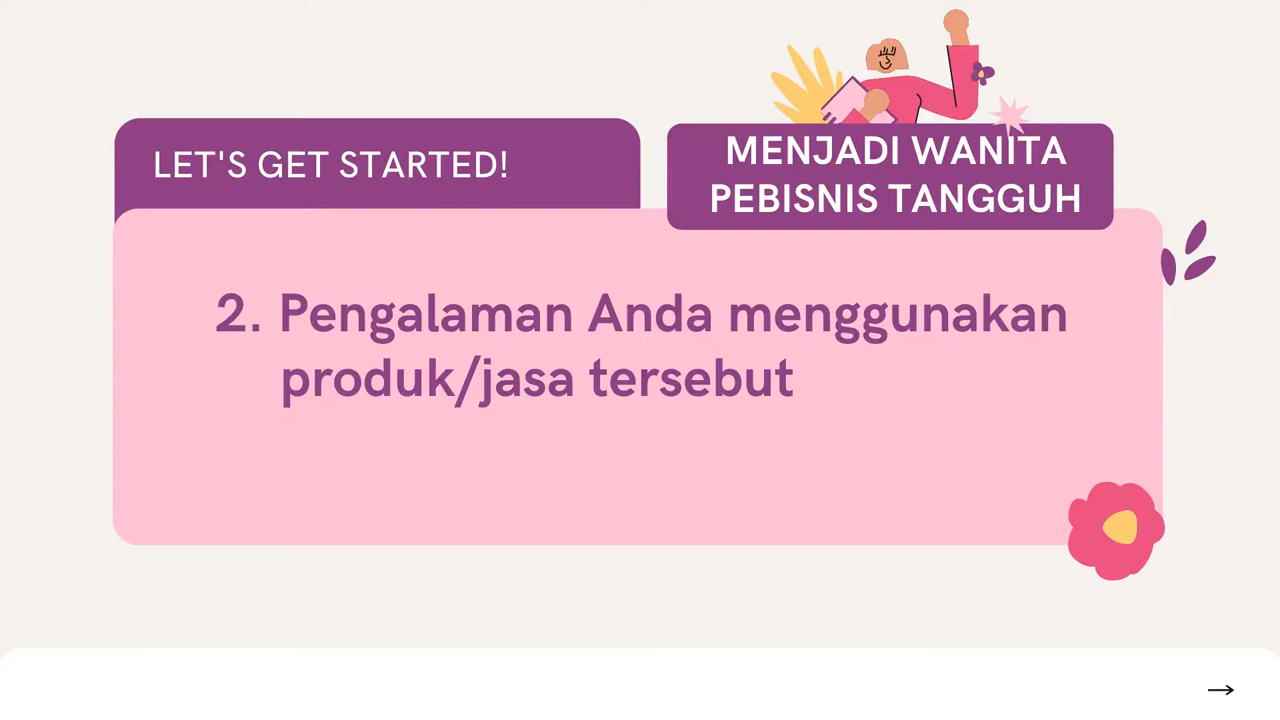 LET'S GET STARTED!
MENJADI WANITA
PEBISNIS TANGGUH
2. Pengalaman Anda menggunakan
produk/jasa tersebut